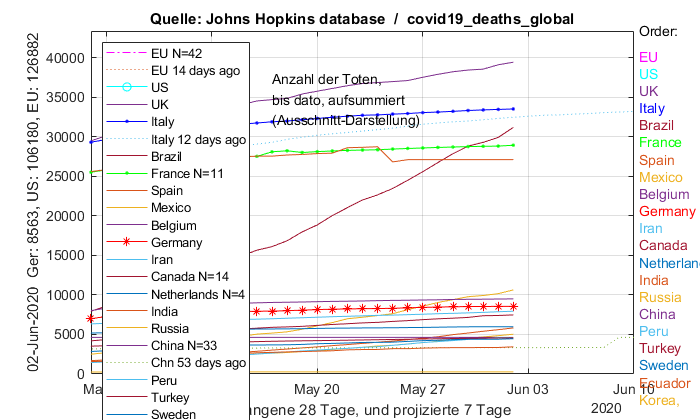 Quelle: Johns Hopkins database / covid19_deaths_global
02-Jun-2020 Ger: 8563, US: 106180, EU: 126882
40000
35000
30000
25000
20000
15000
10000
5000
0
EU N=42
EU 14 days ago
US
UK
Italy
Italy 12 days ago
Brazil
France N=11
Spain
Mexico
Belgium
Germany
Iran
Canada N=14
Netherlands N=4
India
Russia
China N=33
Chn 53 days ago
Peru
Turkey
Sweden
Anzahl der Toten,
bis dato, aufsummiert
(Ausschnitt-Darstellung)
Order:
EU
US
UK
Italy
Brazil
France
Spain
Mexico
Belgium
Germany
Iran
Canada
Netherlan
India
Russia
China
Peru
Turkey
Sweden
Ecuador
Korea,
Ma
May 20
May 27
Jun 03
Jun 10
2020
ngene 28 Tage, und projizierte 7 Tage